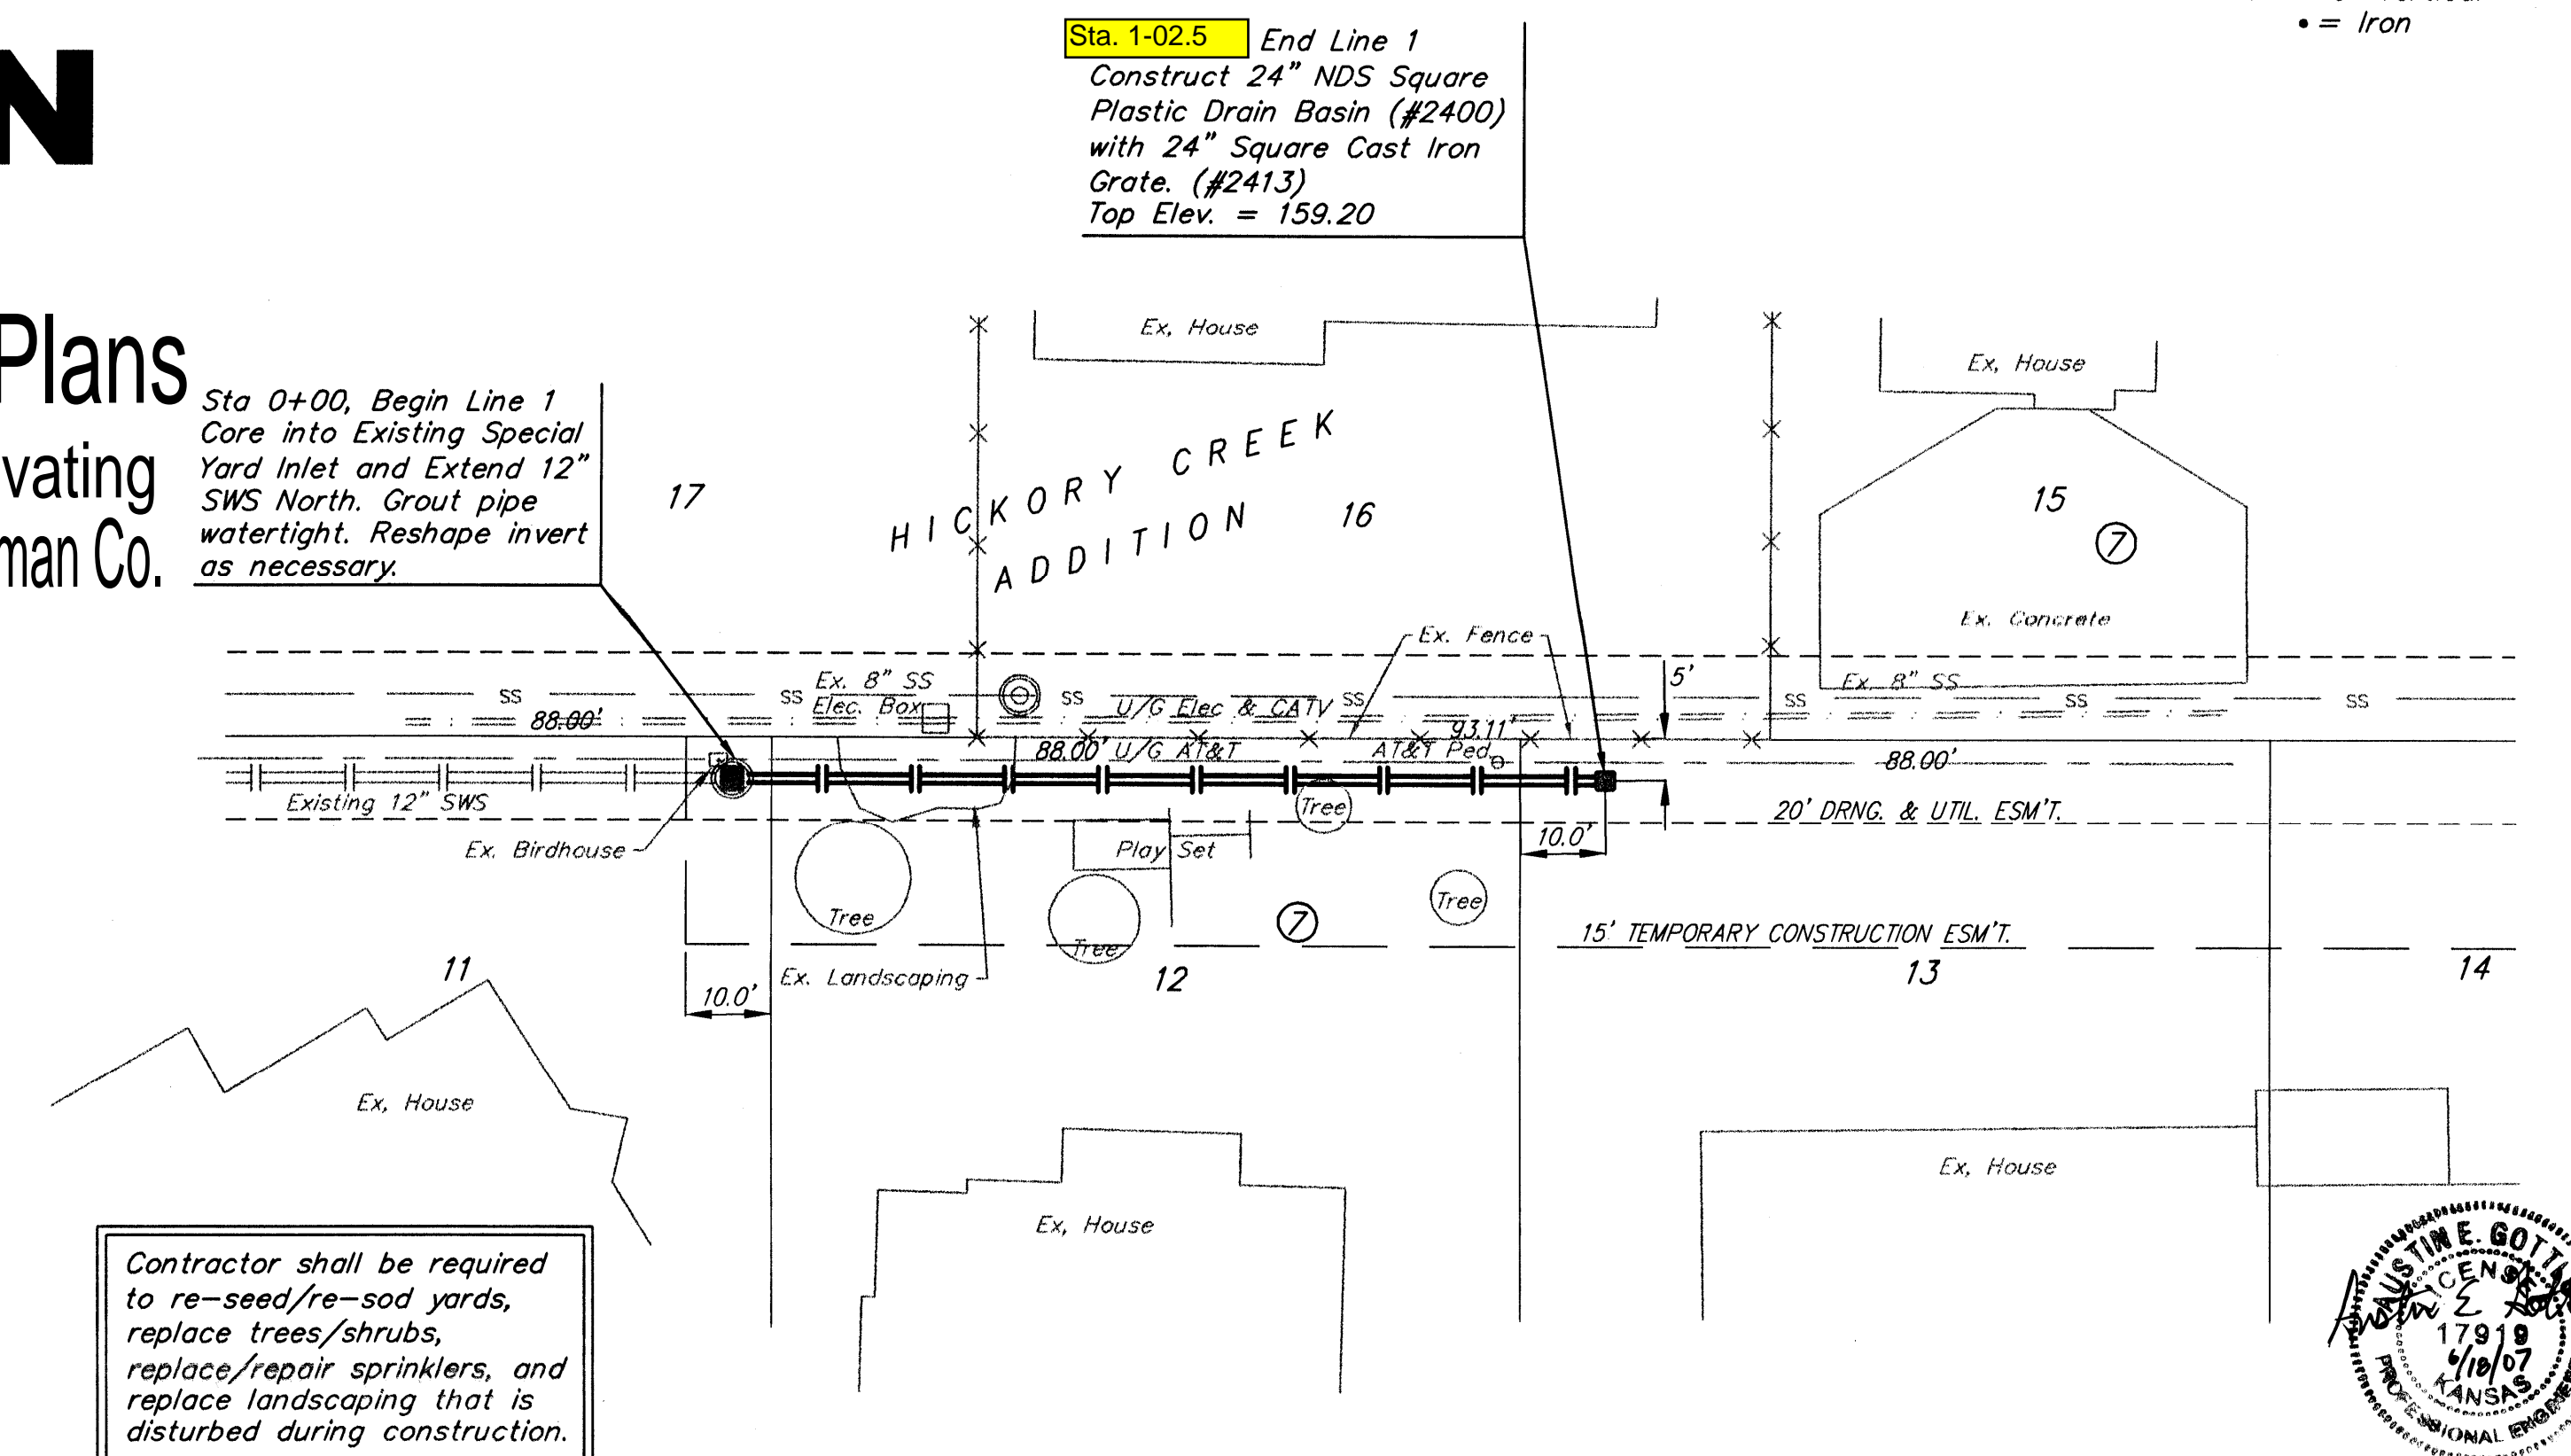 • = Iron
N
Sta. 1-02.5 End Line 1
Construct 24" NDS Square
Plastic Drain Basin (#2400)
with 24" Square Cast Iron
Grate. (#2413)
Top Elev. = 159.20
Plans
vating
man Co.
Sta 0+00, Begin Line 1
Core into Existing Special
Yard Inlet and Extend 12"
SWS North. Grout pipe
watertight. Reshape invert
as necessary.
17
Ex, House
HICKORY CREEK
ADDITION
16
Ex, House
15
7
Ex. Concrete
Ex. Fence
5'
SS
88.00'
SS
Ex. 8" SS
Elec. Box
SS
U/G Elec & CATV
SS
93.11'
Ex. 8" SS
SS
SS
SS
88.00'
U/G AT&T
AT&T Ped
88.00'
Existing 12" SWS
Tree
20' DRNG. & UTIL. ESM'T.
Ex. Birdhouse
Play Set
10.0'
Tree
Tree
7
Tree
15' TEMPORARY CONSTRUCTION ESM'T.
11
10.0'
Ex. Landscaping
12
13
14
Ex, House
Ex, House
Ex, House
Contractor shall be required
to re-seed/re-sod yards,
replace trees/shrubs,
replace/repair sprinklers, and
replace landscaping that is
disturbed during construction.
AUSTIN E. GOTT
LICENSE
17919
6/18/07
KANSAS
PROFESSIONAL ENGINEER